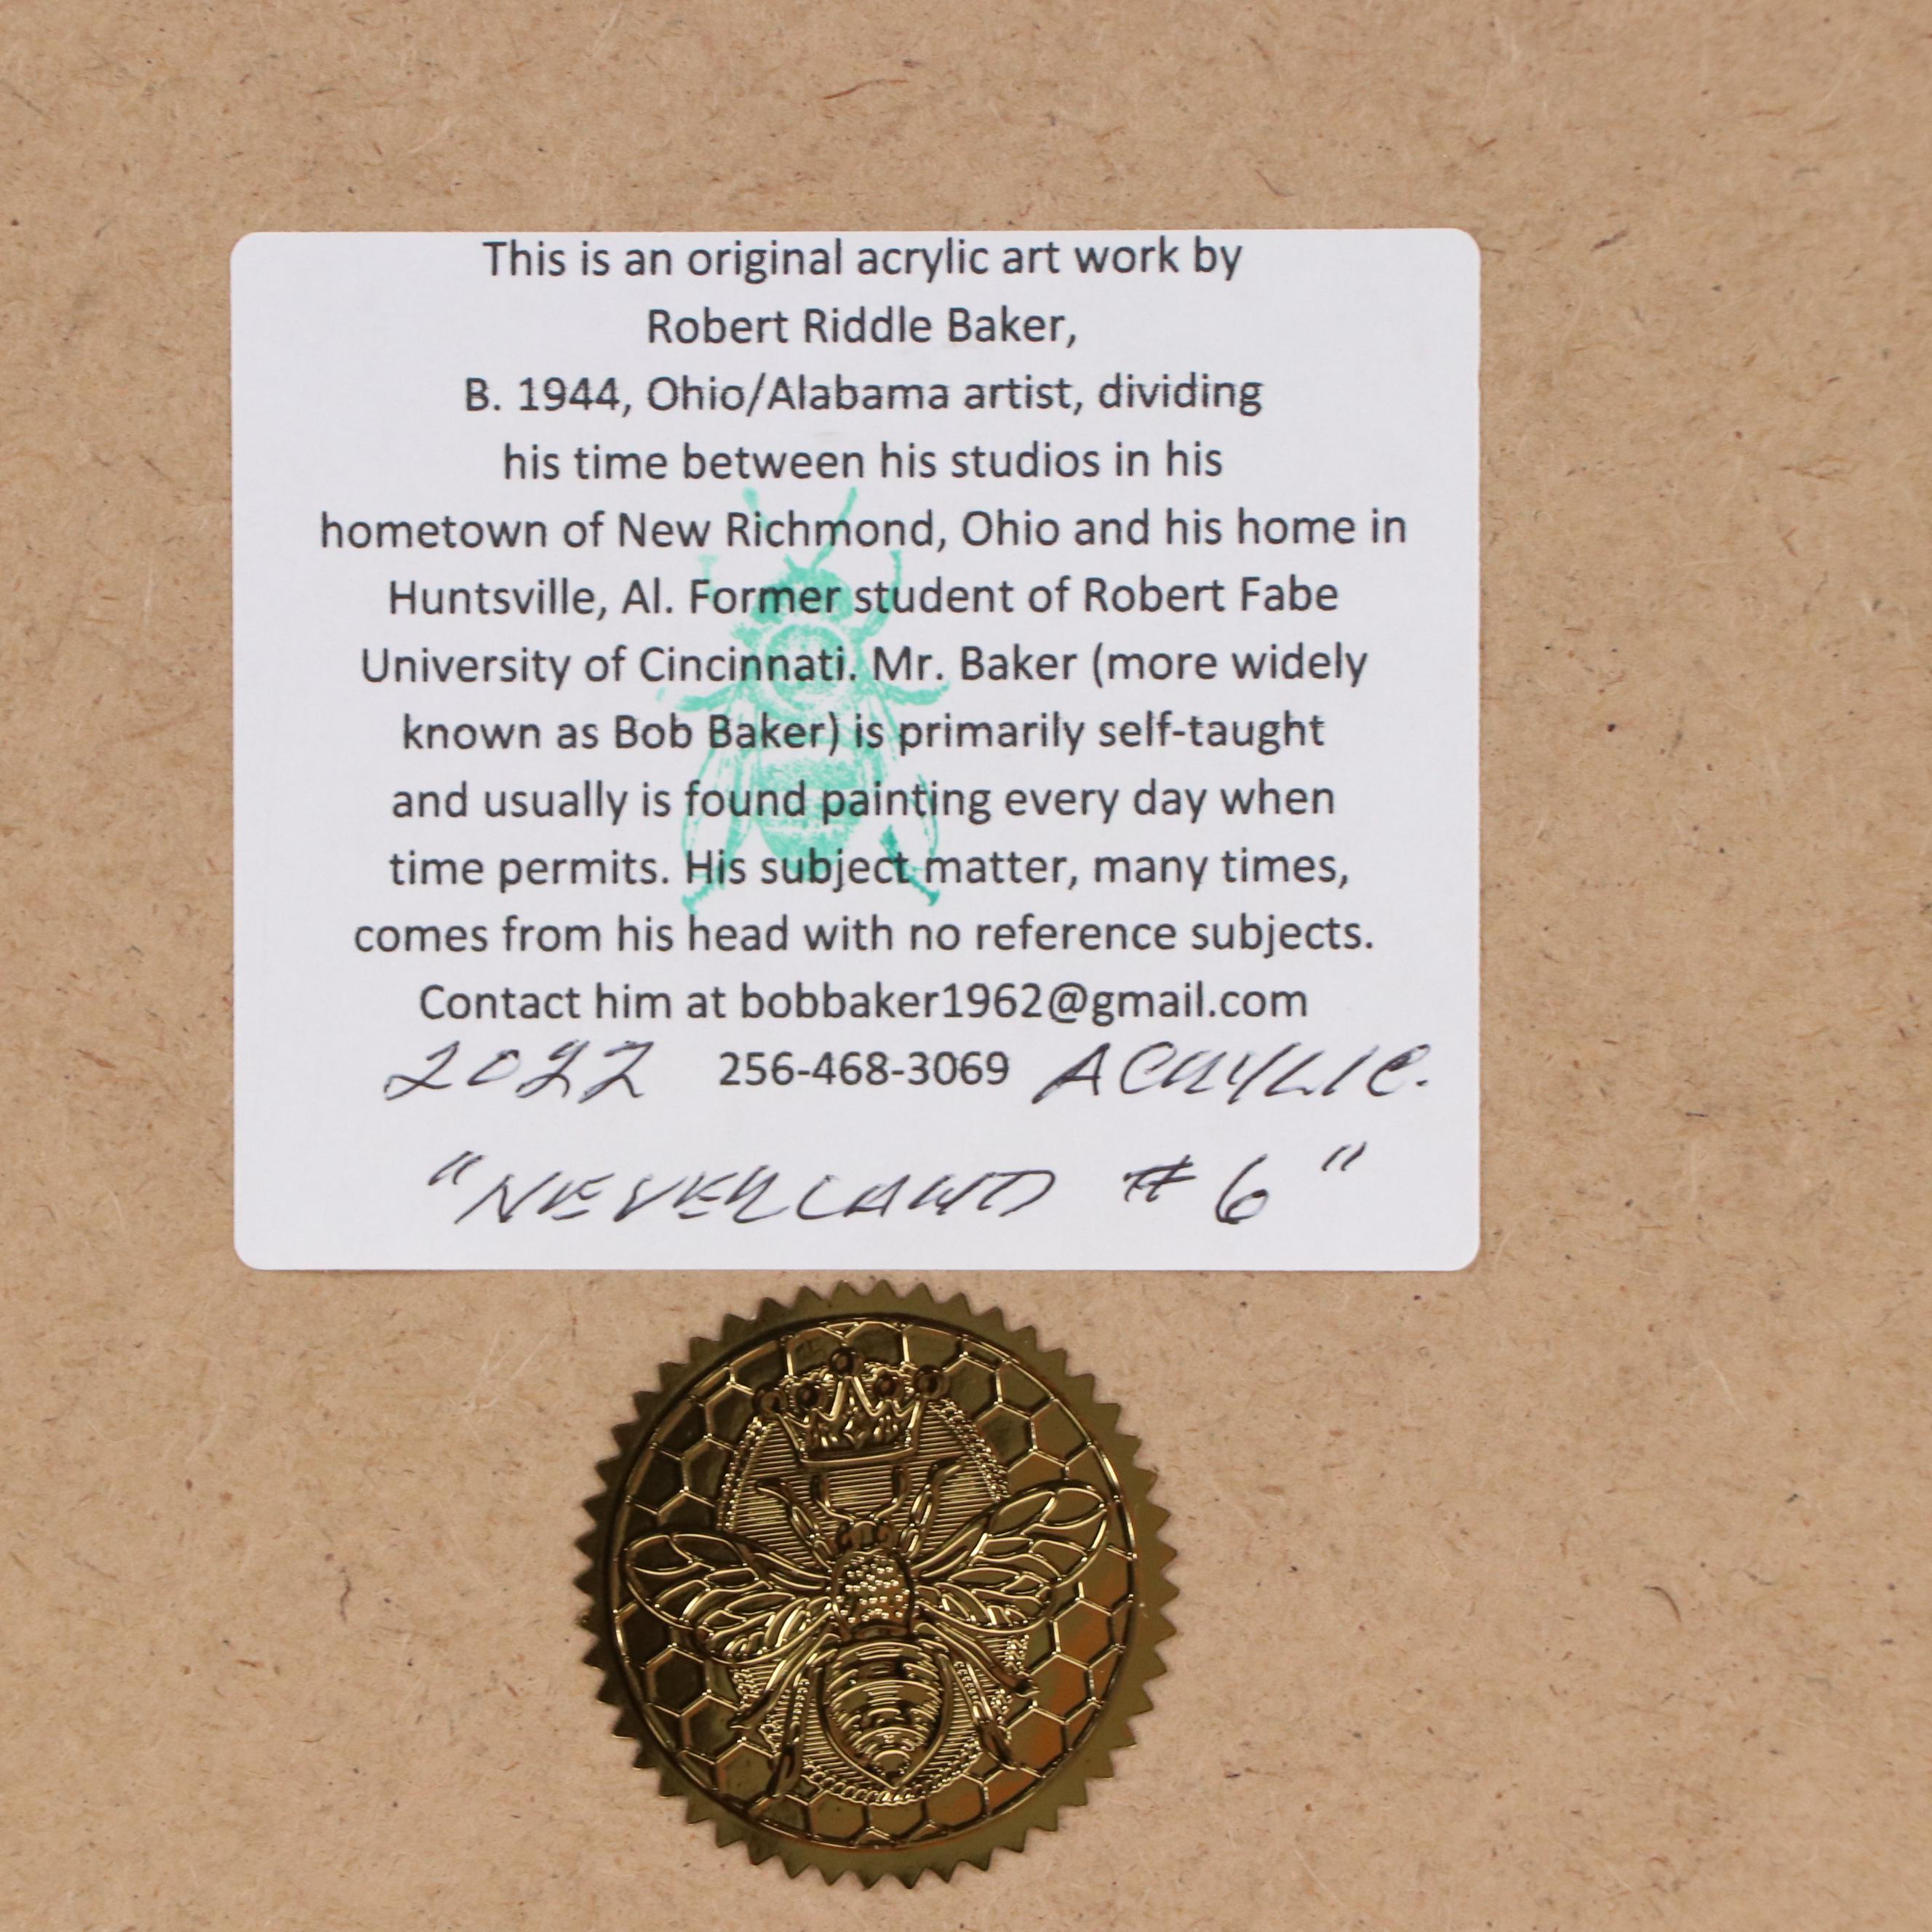 This is an original acrylic art work by
Robert Riddle Baker,
B. 1944, Ohio/Alabama artist, dividing
his time between his studios in his
hometown of New Richmond, Ohio and his home in
Huntsville, Al. Former student of Robert Fabe
University of Cincinnati. Mr. Baker (more widely
known as Bob Baker) is primarily self-taught
and usually is found painting every day when
time permits. His subject matter, many times,
comes from his head with no reference subjects.
Contact him at bobbaker1962@gmail.com
2022 256-468-3069 ACRYLIC.
"NEVERLAND #6"